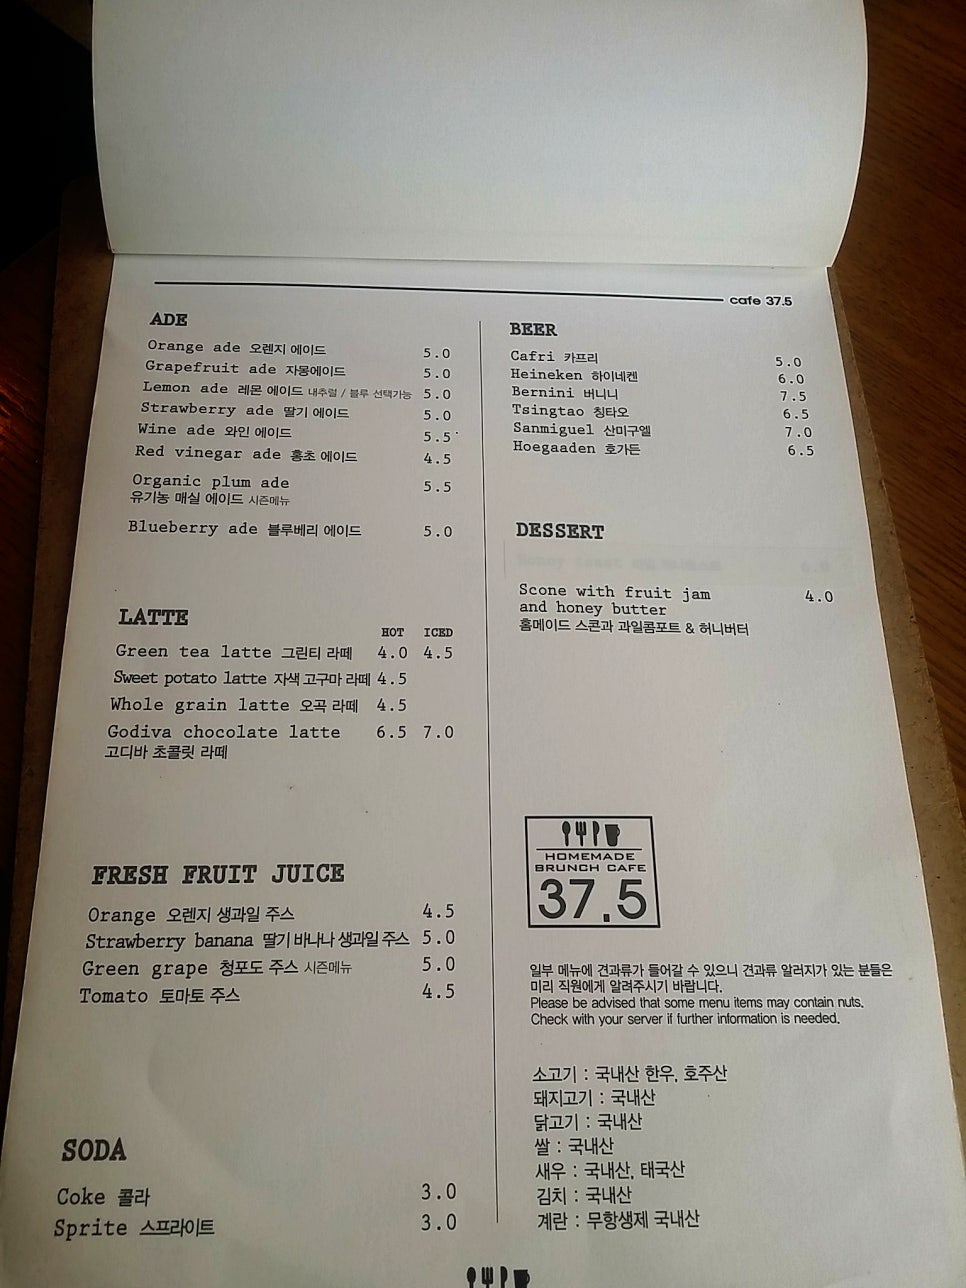 cafe 37.5
ADE
Orange ade 오렌지 에이드 5.0
Grapefruit ade 자몽에이드 5.0
Lemon ade 레몬 에이드 내추럴 / 블루 선택가능 5.0
Strawberry ade 딸기 에이드 5.0
Wine ade 와인 에이드 5.5
Red vinegar ade 홍초 에이드 4.5
Organic plum ade 5.5
유기농 매실 에이드 시즌메뉴
Blueberry ade 블루베리 에이드 5.0
LATTE
HOT ICED
Green tea latte 그린티 라떼 4.0 4.5
Sweet potato latte 자색 고구마 라떼 4.5
Whole grain latte 오곡 라떼 4.5
Godiva chocolate latte 6.5 7.0
고디바 초콜릿 라떼
FRESH FRUIT JUICE
Orange 오렌지 생과일 주스 4.5
Strawberry banana 딸기 바나나 생과일 주스 5.0
Green grape 청포도 주스 시즌메뉴 5.0
Tomato 토마토 주스 4.5
SODA
Coke 콜라 3.0
Sprite 스프라이트 3.0
BEER
Cafri 카프리 5.0
Heineken 하이네켄 6.0
Bernini 버니니 7.5
Tsingtao 칭타오 6.5
Sanmiguel 산미구엘 7.0
Hoegaaden 호가든 6.5
DESSERT
Scone with fruit jam 4.0
and honey butter
홈메이드 스콘과 과일콤포트 & 허니버터
HOMEMADE
BRUNCH CAFE
37.5
일부 메뉴에 견과류가 들어갈 수 있으니 견과류 알러지가 있는 분들은
미리 직원에게 알려주시기 바랍니다.
Please be advised that some menu items may contain nuts.
Check with your server if further information is needed.
소고기 : 국내산 한우, 호주산
돼지고기 : 국내산
닭고기 : 국내산
쌀 : 국내산
새우 : 국내산, 태국산
김치 : 국내산
계란 : 무항생제 국내산